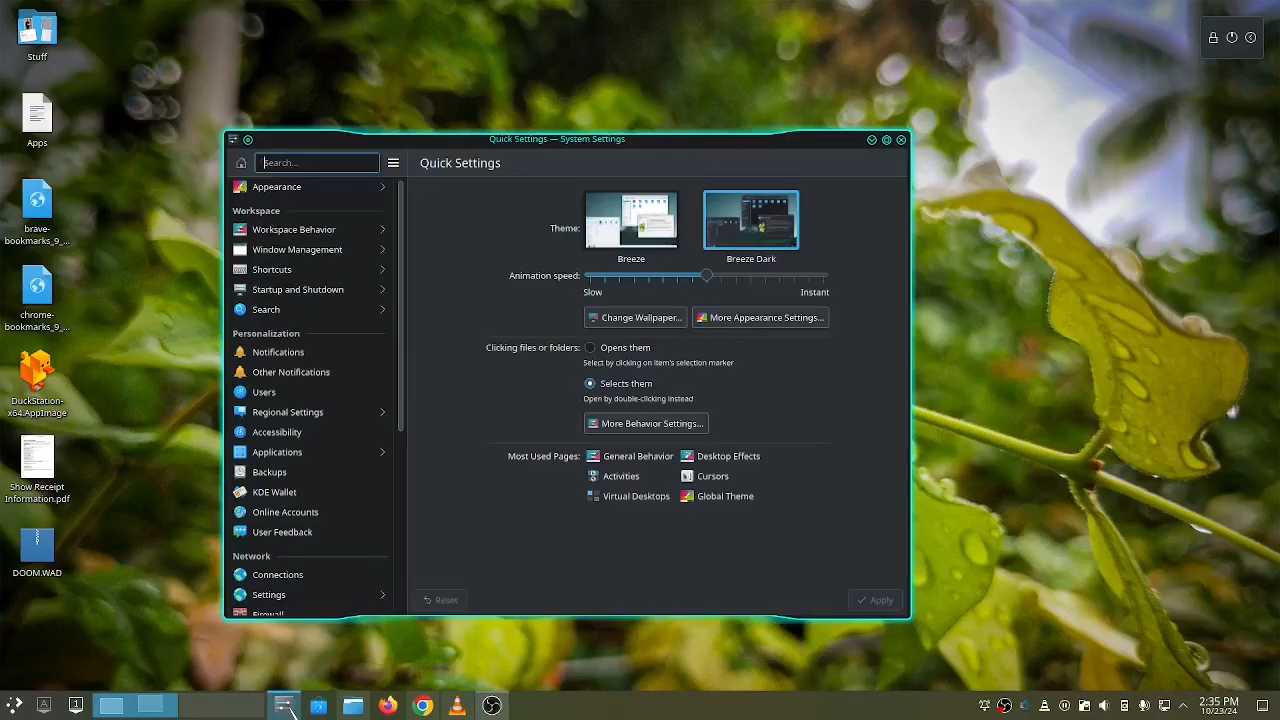 Stuff
Apps
brave-
bookmarks_9_...
chrome-
bookmarks_9_...
DuckStation-
x64.AppImage
Show Receipt
Information.pdf
DOOM.WAD
Quick Settings — System Settings
Search...
Quick Settings
Appearance
Workspace
Workspace Behavior
Window Management
Shortcuts
Startup and Shutdown
Search
Personalization
Notifications
Other Notifications
Users
Regional Settings
Accessibility
Applications
Backups
KDE Wallet
Online Accounts
User Feedback
Network
Connections
Settings
Firewall
Theme:
Breeze
Breeze Dark
Animation speed:
Slow
Instant
Change Wallpaper...
More Appearance Settings...
Clicking files or folders:
Opens them
Select by clicking on item's selection marker
Selects them
Open by double-clicking instead
More Behavior Settings...
Most Used Pages:
General Behavior
Desktop Effects
Activities
Cursors
Virtual Desktops
Global Theme
Reset
Apply
2:35 PM
10/23/24